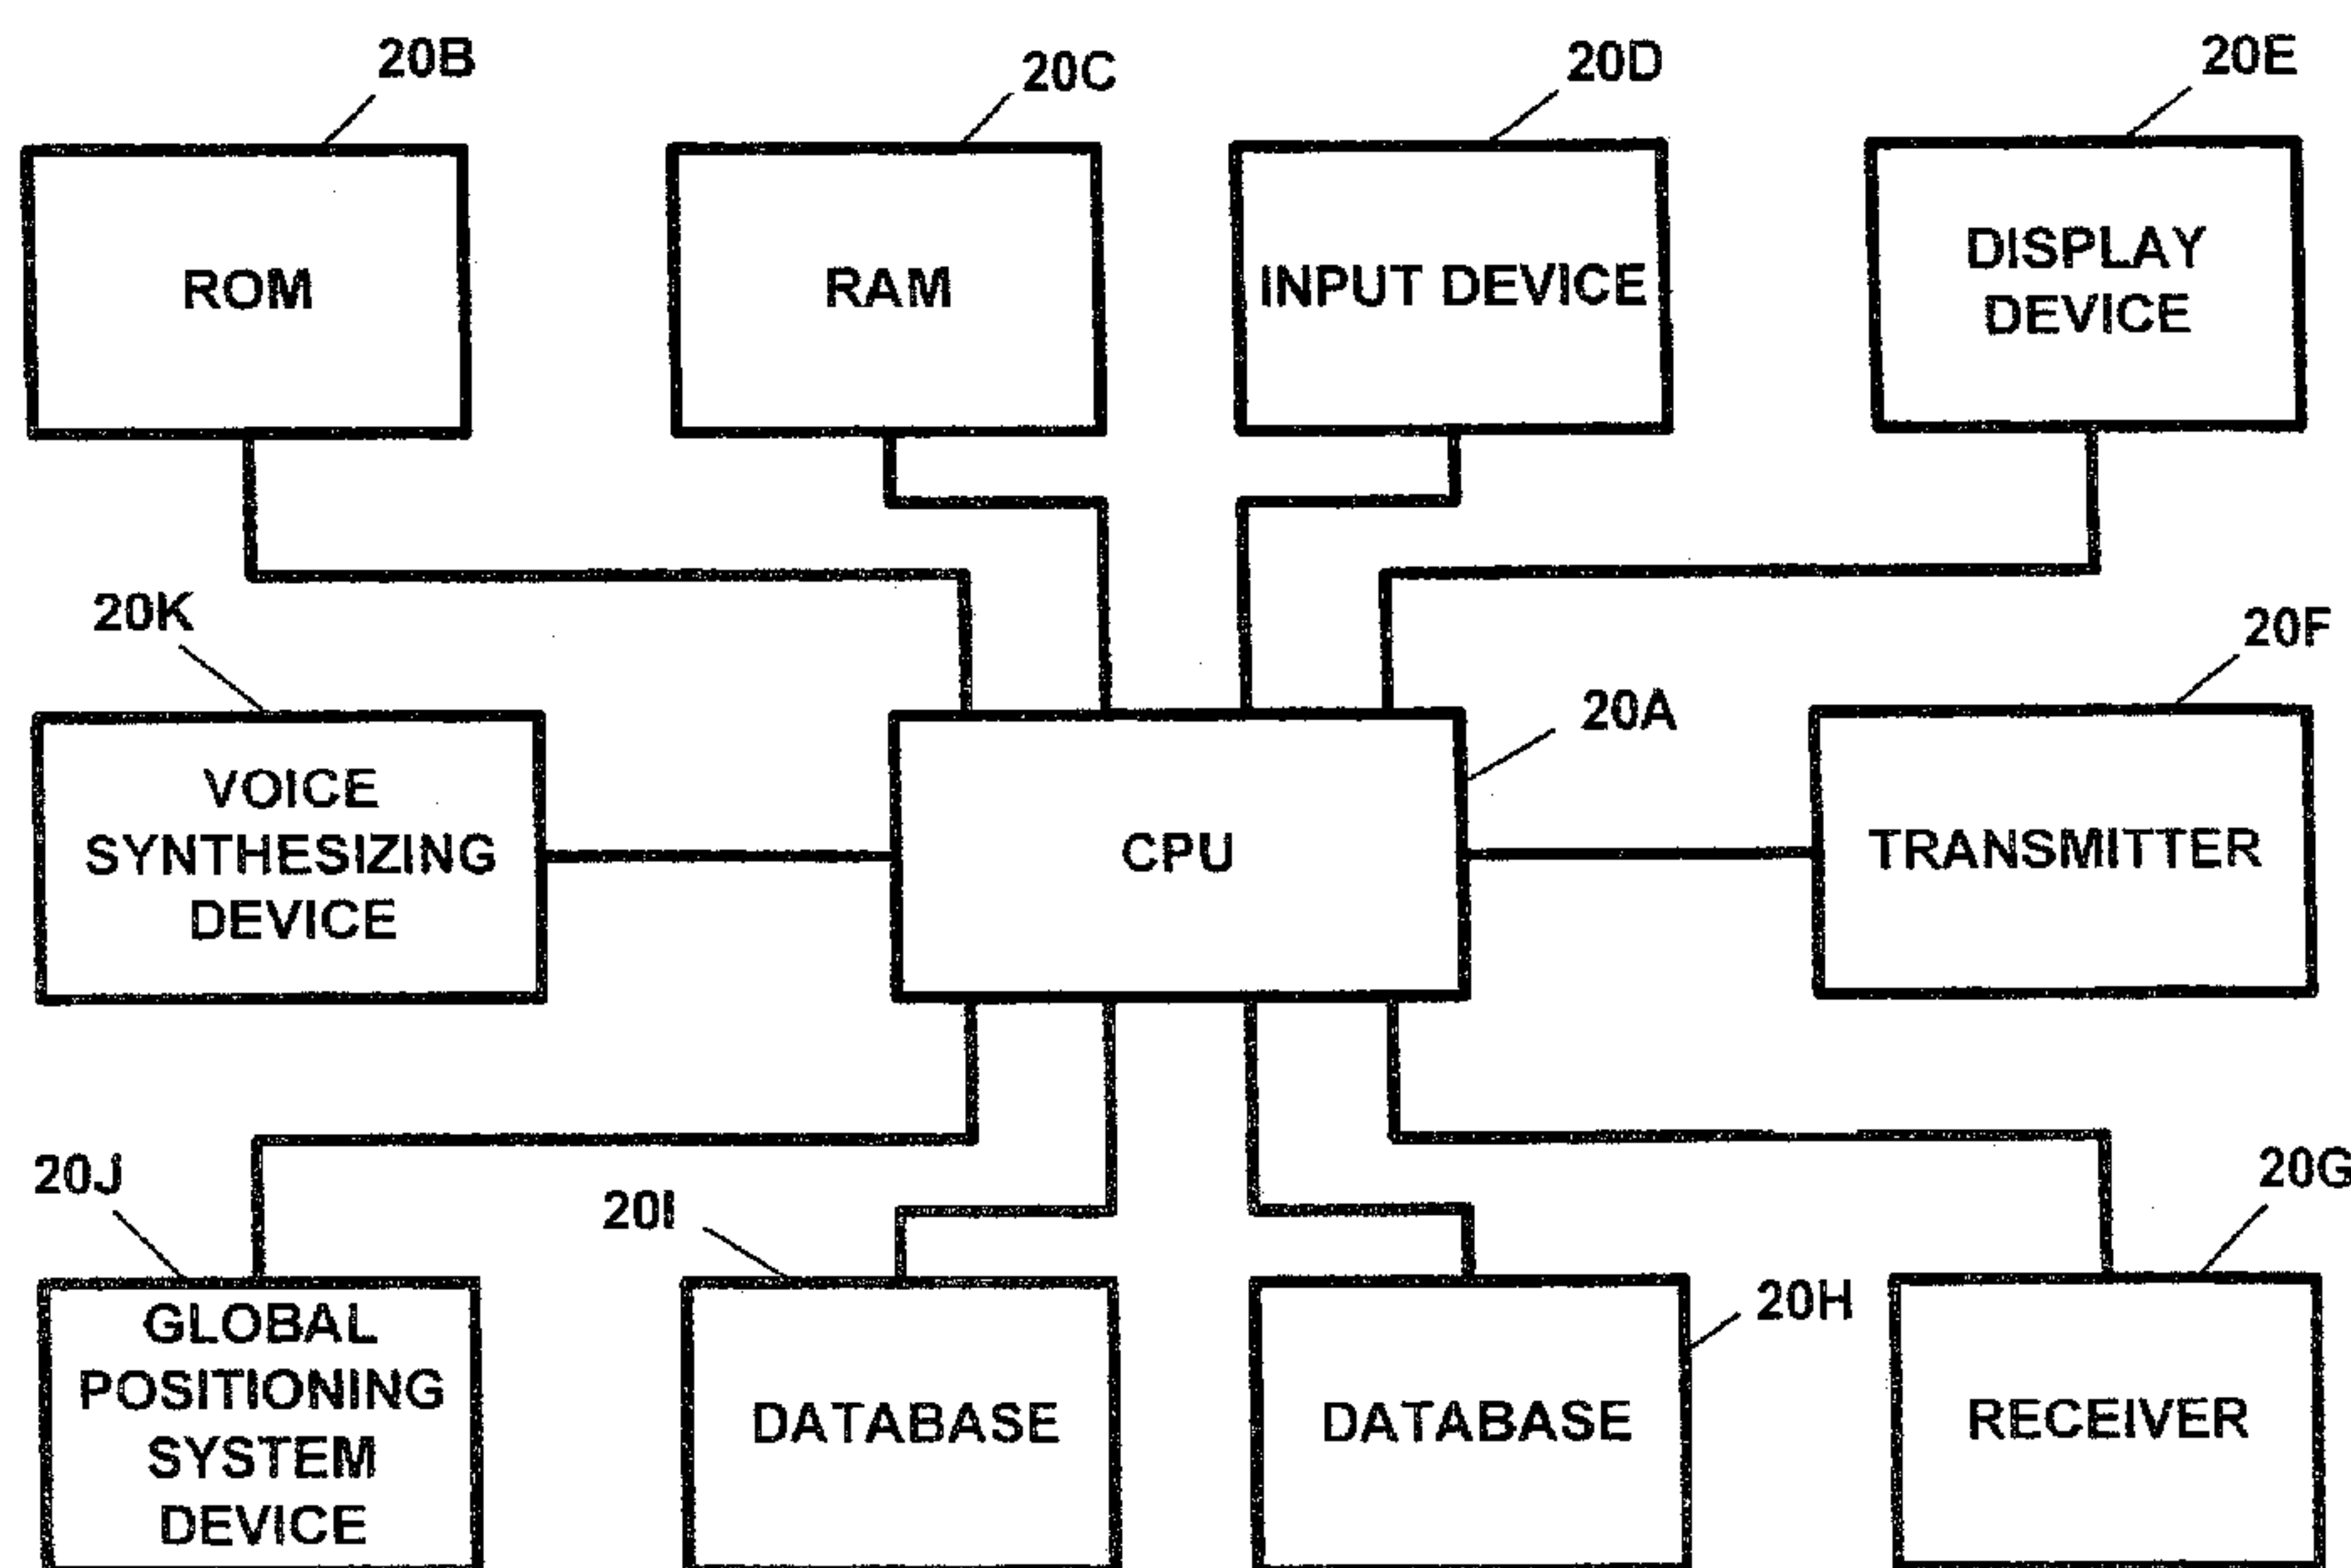 20B
20C
20D
20E
ROM
RAM
INPUT DEVICE
DISPLAY
DEVICE
20K
20F
20A
VOICE
SYNTHESIZING
DEVICE
CPU
TRANSMITTER
20J
20I
20H
20G
GLOBAL
POSITIONING
SYSTEM
DEVICE
DATABASE
DATABASE
RECEIVER